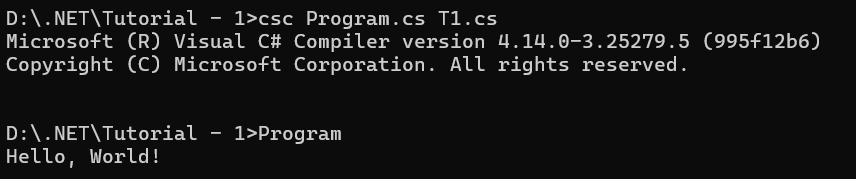 D:\.NET\Tutorial - 1>csc Program.cs T1.cs
Microsoft (R) Visual C# Compiler version 4.14.0-3.25279.5 (995f12b6)
Copyright (C) Microsoft Corporation. All rights reserved.
D:\.NET\Tutorial - 1>Program
Hello, World!